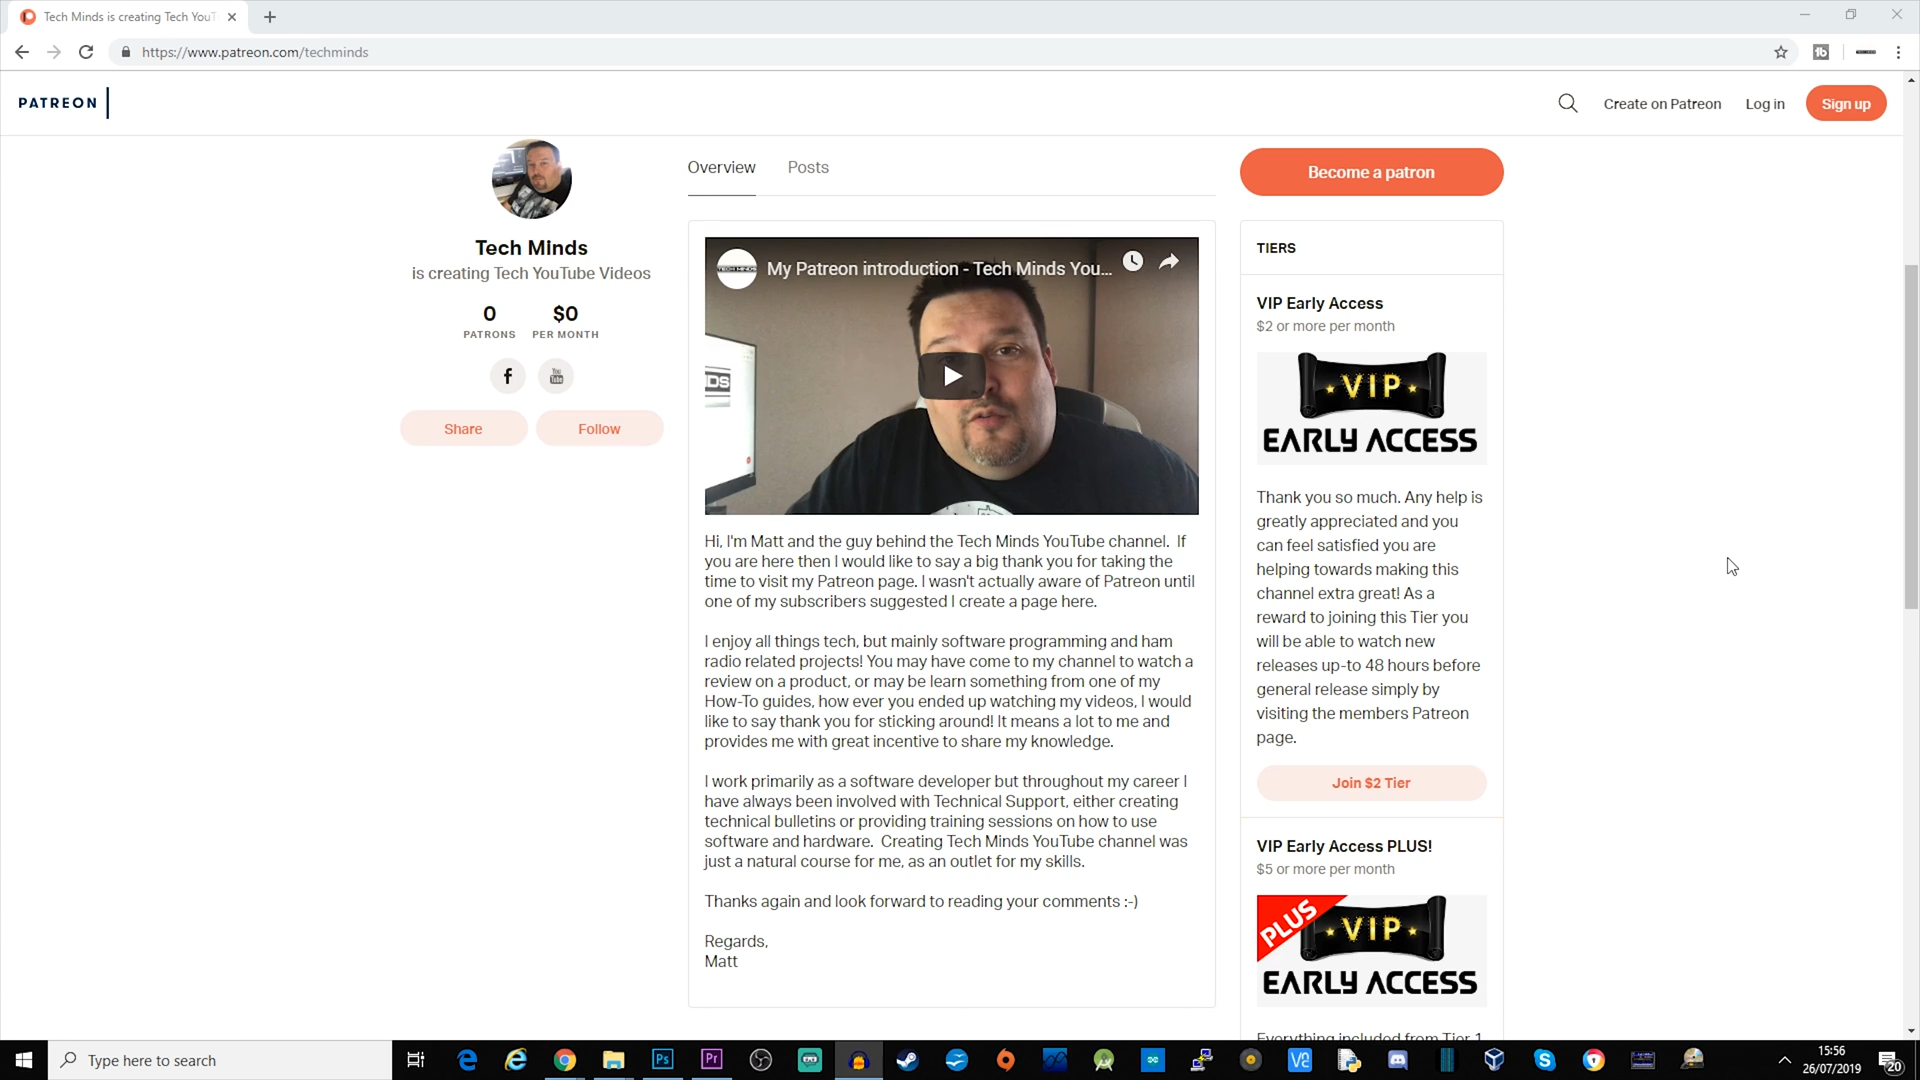 Tech Minds is creating Tech YouT
https://www.patreon.com/techminds
PATREON
Create on Patreon
Log in
Sign up
Tech Minds
is creating Tech YouTube Videos
0
PATRONS
$0
PER MONTH
Share
Follow
Overview
Posts
TECH MINDS
My Patreon introduction - Tech Minds You...
Hi, I'm Matt and the guy behind the Tech Minds YouTube channel.  If
you are here then I would like to say a big thank you for taking the
time to visit my Patreon page. I wasn't actually aware of Patreon until
one of my subscribers suggested I create a page here.
I enjoy all things tech, but mainly software programming and ham
radio related projects! You may have come to my channel to watch a
review on a product, or may be learn something from one of my
How-To guides, how ever you ended up watching my videos, I would
like to say thank you for sticking around! It means a lot to me and
provides me with great incentive to share my knowledge.
I work primarily as a software developer but throughout my career I
have always been involved with Technical Support, either creating
technical bulletins or providing training sessions on how to use
software and hardware.  Creating Tech Minds YouTube channel was
just a natural course for me, as an outlet for my skills.
Thanks again and look forward to reading your comments :-)
Regards,
Matt
Become a patron
TIERS
VIP Early Access
$2 or more per month
VIP
EARLY ACCESS
Thank you so much. Any help is
greatly appreciated and you
can feel satisfied you are
helping towards making this
channel extra great! As a
reward to joining this Tier you
will be able to watch new
releases up-to 48 hours before
general release simply by
visiting the members Patreon
page.
Join $2 Tier
VIP Early Access PLUS!
$5 or more per month
PLUS
VIP
EARLY ACCESS
Everything included from Tier 1
Type here to search
15:56
26/07/2019
20